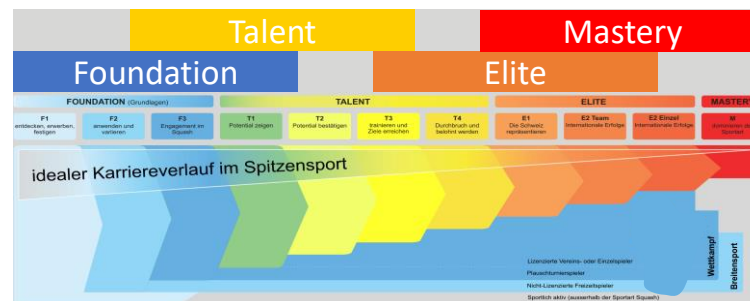 Talent
Mastery
Foundation
Elite
FOUNDATION (Grundlagen)
TALENT
ELITE
MASTERY
F1
entdecken, erwerben,
festigen
F2
anwenden und
variieren
F3
Engagement im
Squash
T1
Potential zeigen
T2
Potential bestätigen
T3
trainieren und
Ziele erreichen
T4
Durchbruch und
belohnt werden
E1
Die Schweiz
repräsentieren
E2 Team
Internationale Erfolge
E2 Einzel
Internationale Erfolge
M
Sportart
idealer Karriereverlauf im Spitzensport
Lizenzierte Vereins- oder Einzelspieler
Plauschturnierspieler
Nicht-Lizenzierte Freizeitspieler
Sportlich aktiv (ausserhalb der Sportart Squash)
Wettkampf
Breitensport